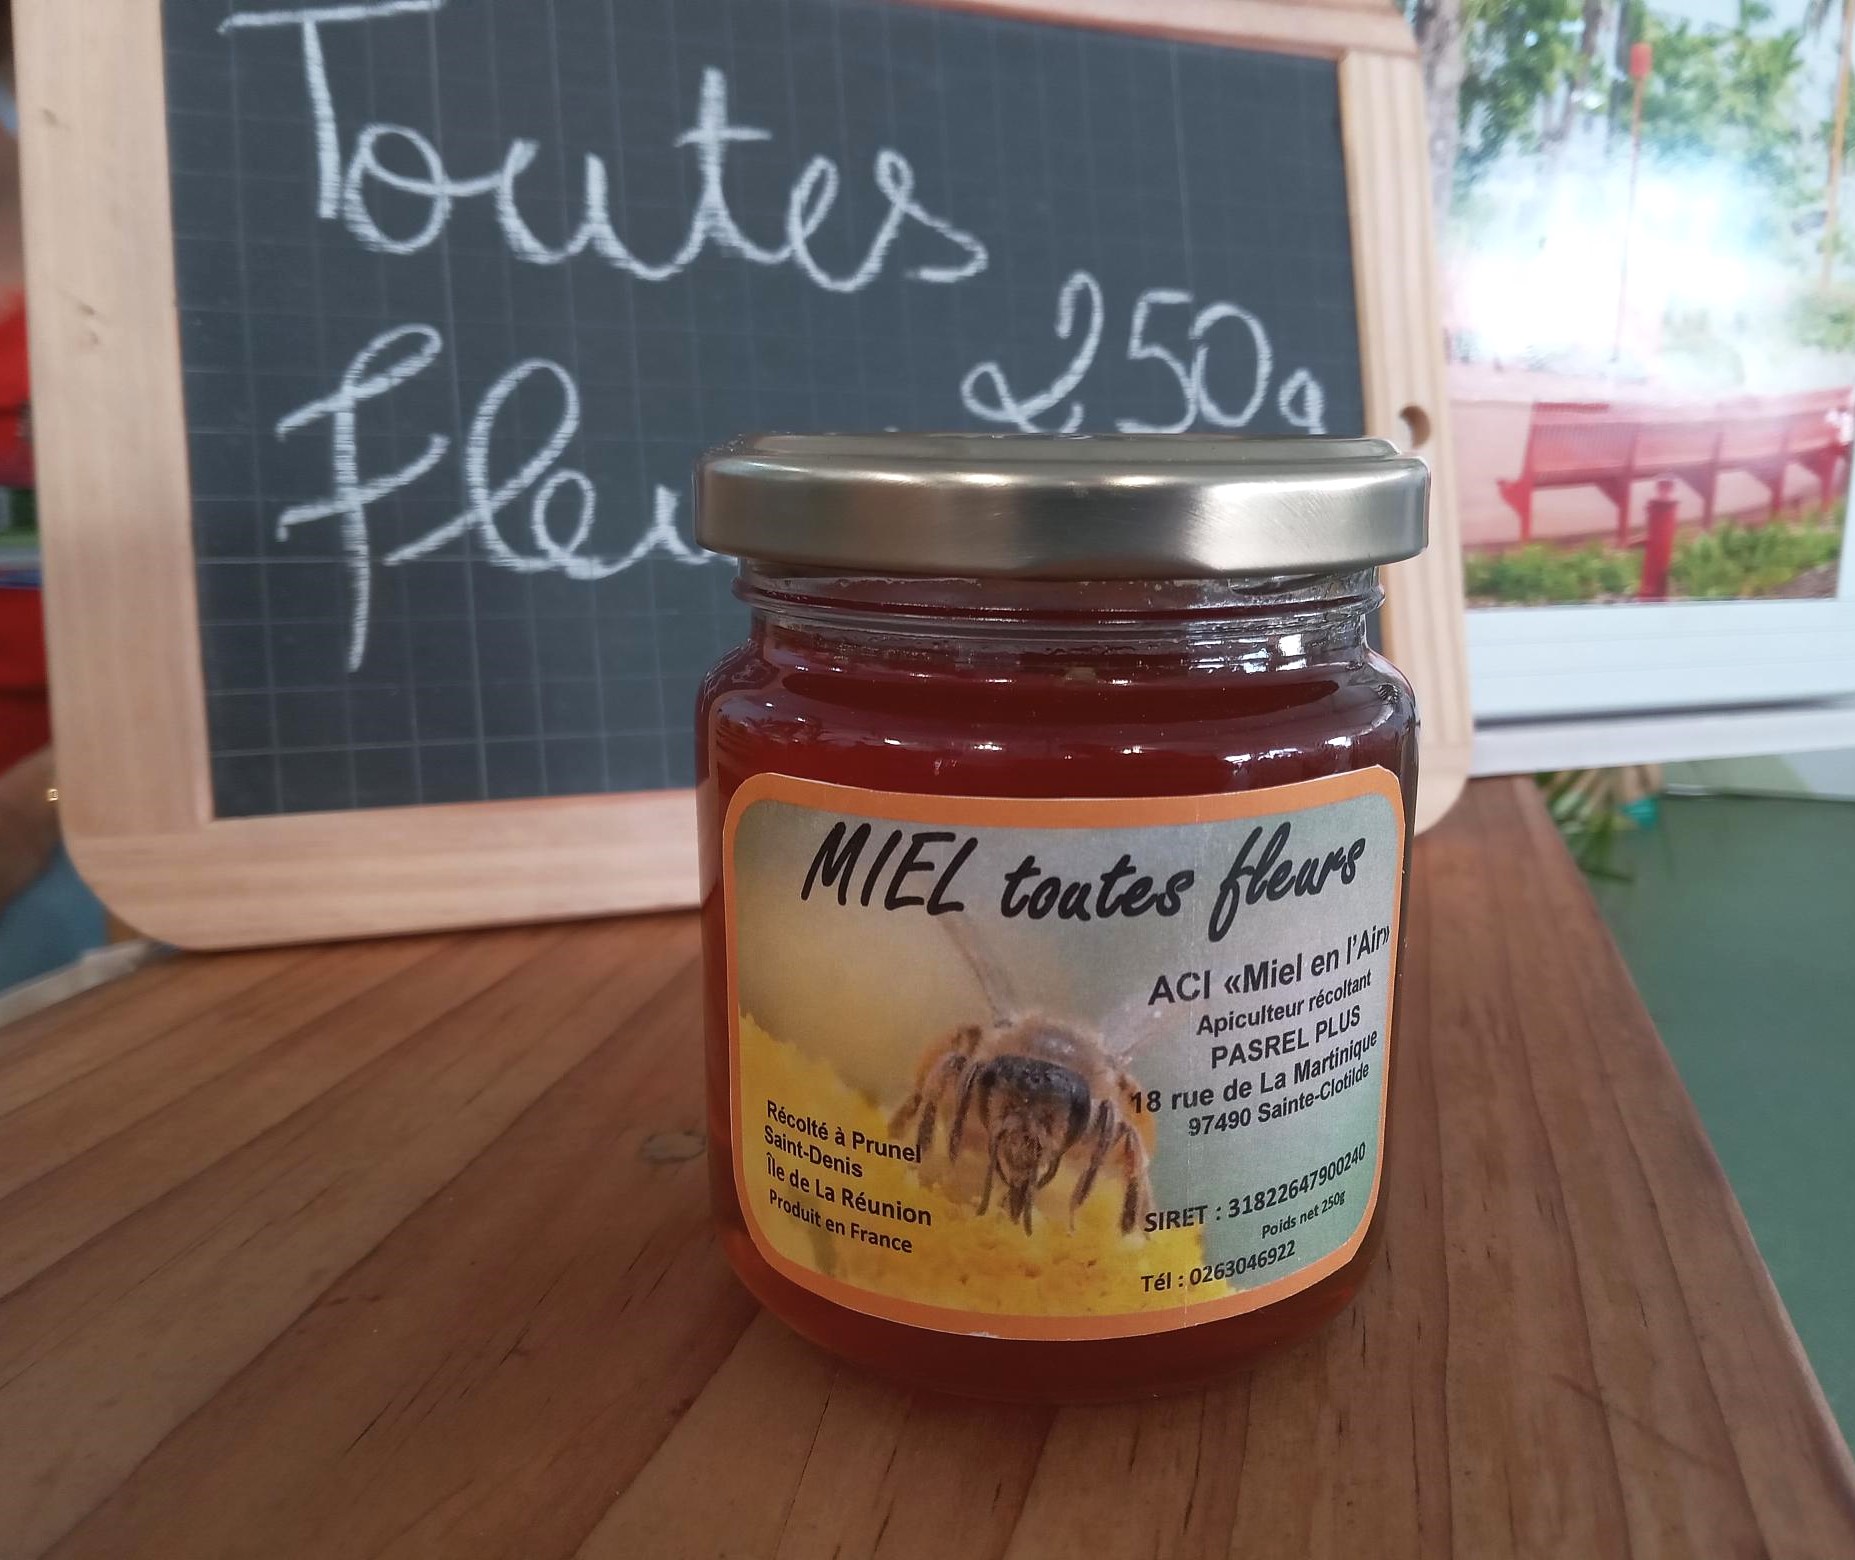 Toutes
250g
MIEL toutes fleurs
ACI «Miel en l'Air»
Apiculteur récoltant
PASREL PLUS
18 rue de La Martinique
97490 Sainte-Clotilde
Récolté à Prunel
Saint-Denis
Île de La Réunion
Produit en France
SIRET : 31822647900240
Poids net 250g
Tél : 0263046922